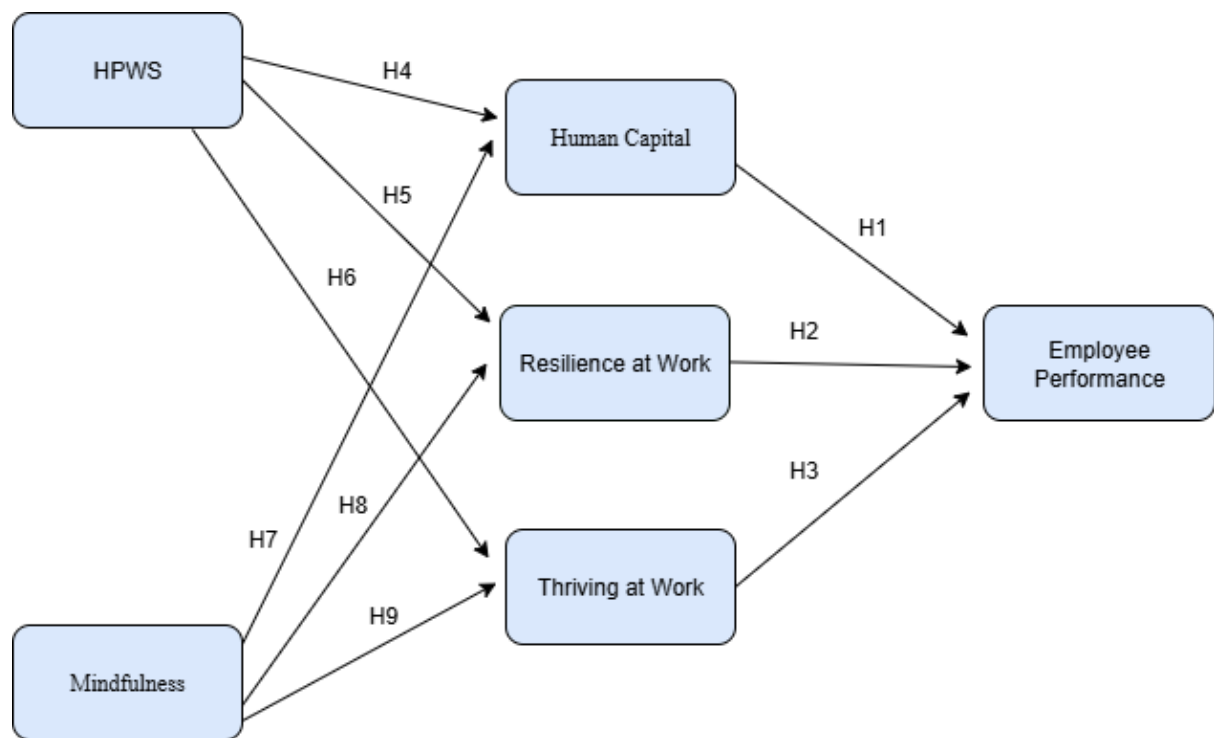 HPWS
H4
Human Capital
H5
H1
H6
Resilience at Work
H2
Employee
Performance
H3
H8
H7
Thriving at Work
H9
Mindfulness